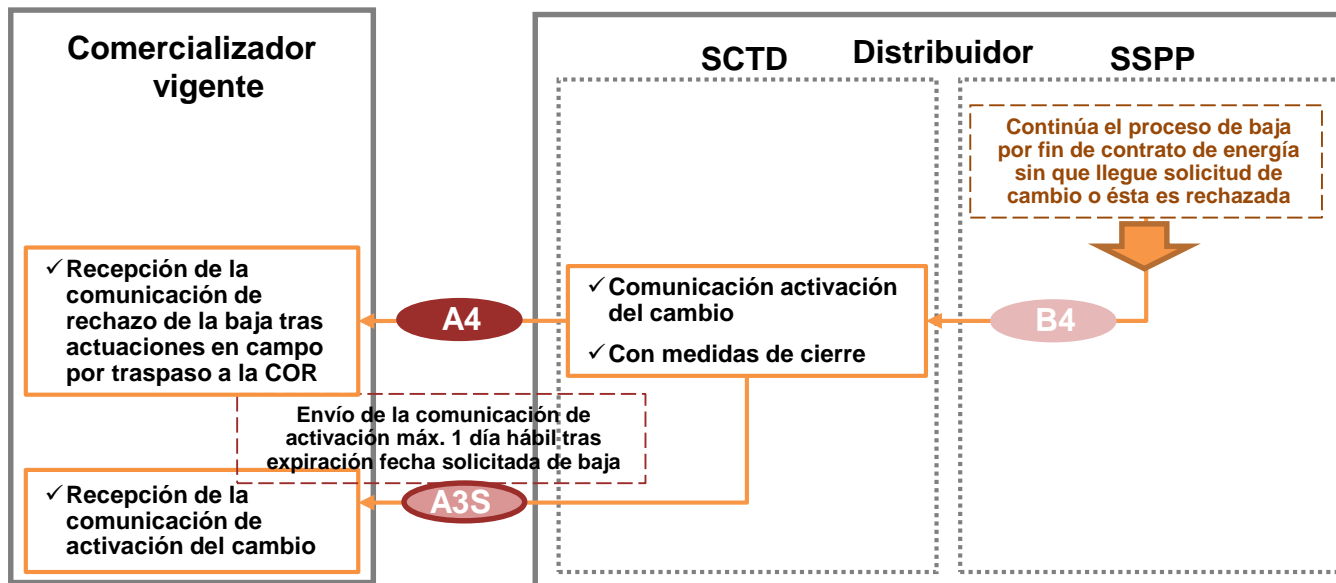 Comercializador
vigente
Distribuidor
SCTD
SSPP
Continúa el proceso de baja
por fin de contrato de energía
sin que llegue solicitud de
cambio o ésta es rechazada
✓ Recepción de la
comunicación de
rechazo de la baja tras
actuaciones en campo
por traspaso a la COR
A4
✓ Comunicación activación
del cambio
✓ Con medidas de cierre
B4
Envío de la comunicación de
activación máx. 1 día hábil tras
expiración fecha solicitada de baja
✓ Recepción de la
comunicación de
activación del cambio
A3S